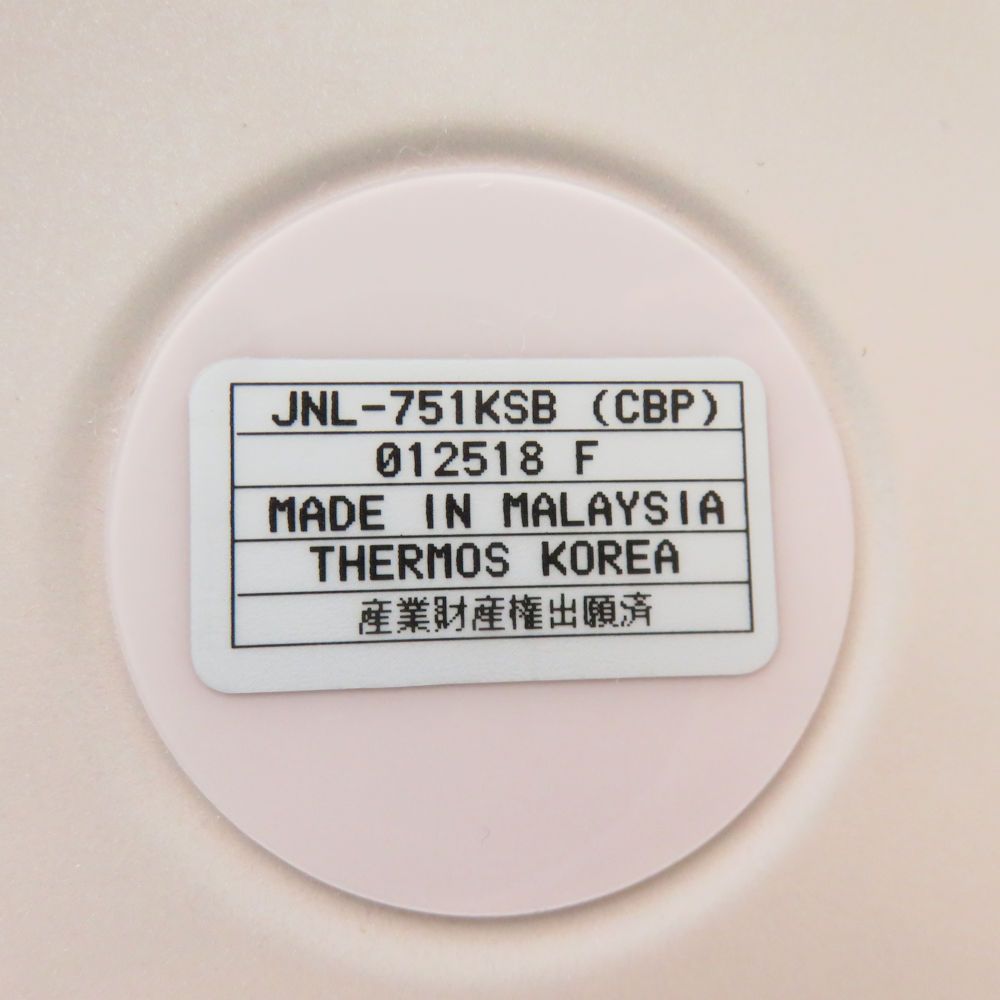 JNL-751KSB (CBP)
012518 F
MADE IN MALAYSIA
THERMOS KOREA
産業財産権出願済